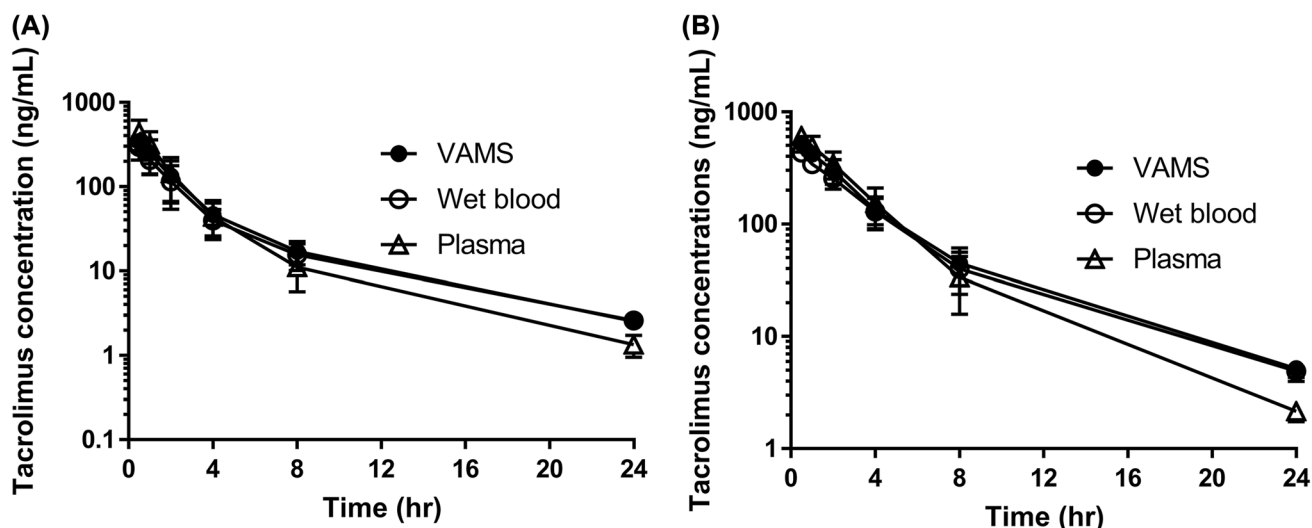 (A)
Tacrolimus concentration (ng/mL)
1000
100
10
1
0.1
VAMS
Wet blood
Plasma
0 4 8 12 16 20 24
Time (hr)
(B)
Tacrolimus concentrations (ng/mL)
1000
100
10
1
VAMS
Wet blood
Plasma
0 4 8 12 16 20 24
Time (hr)